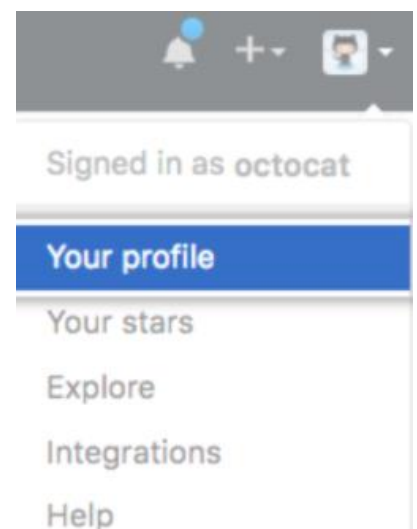 Signed in as octocat
Your profile
Your stars
Explore
Integrations
Help